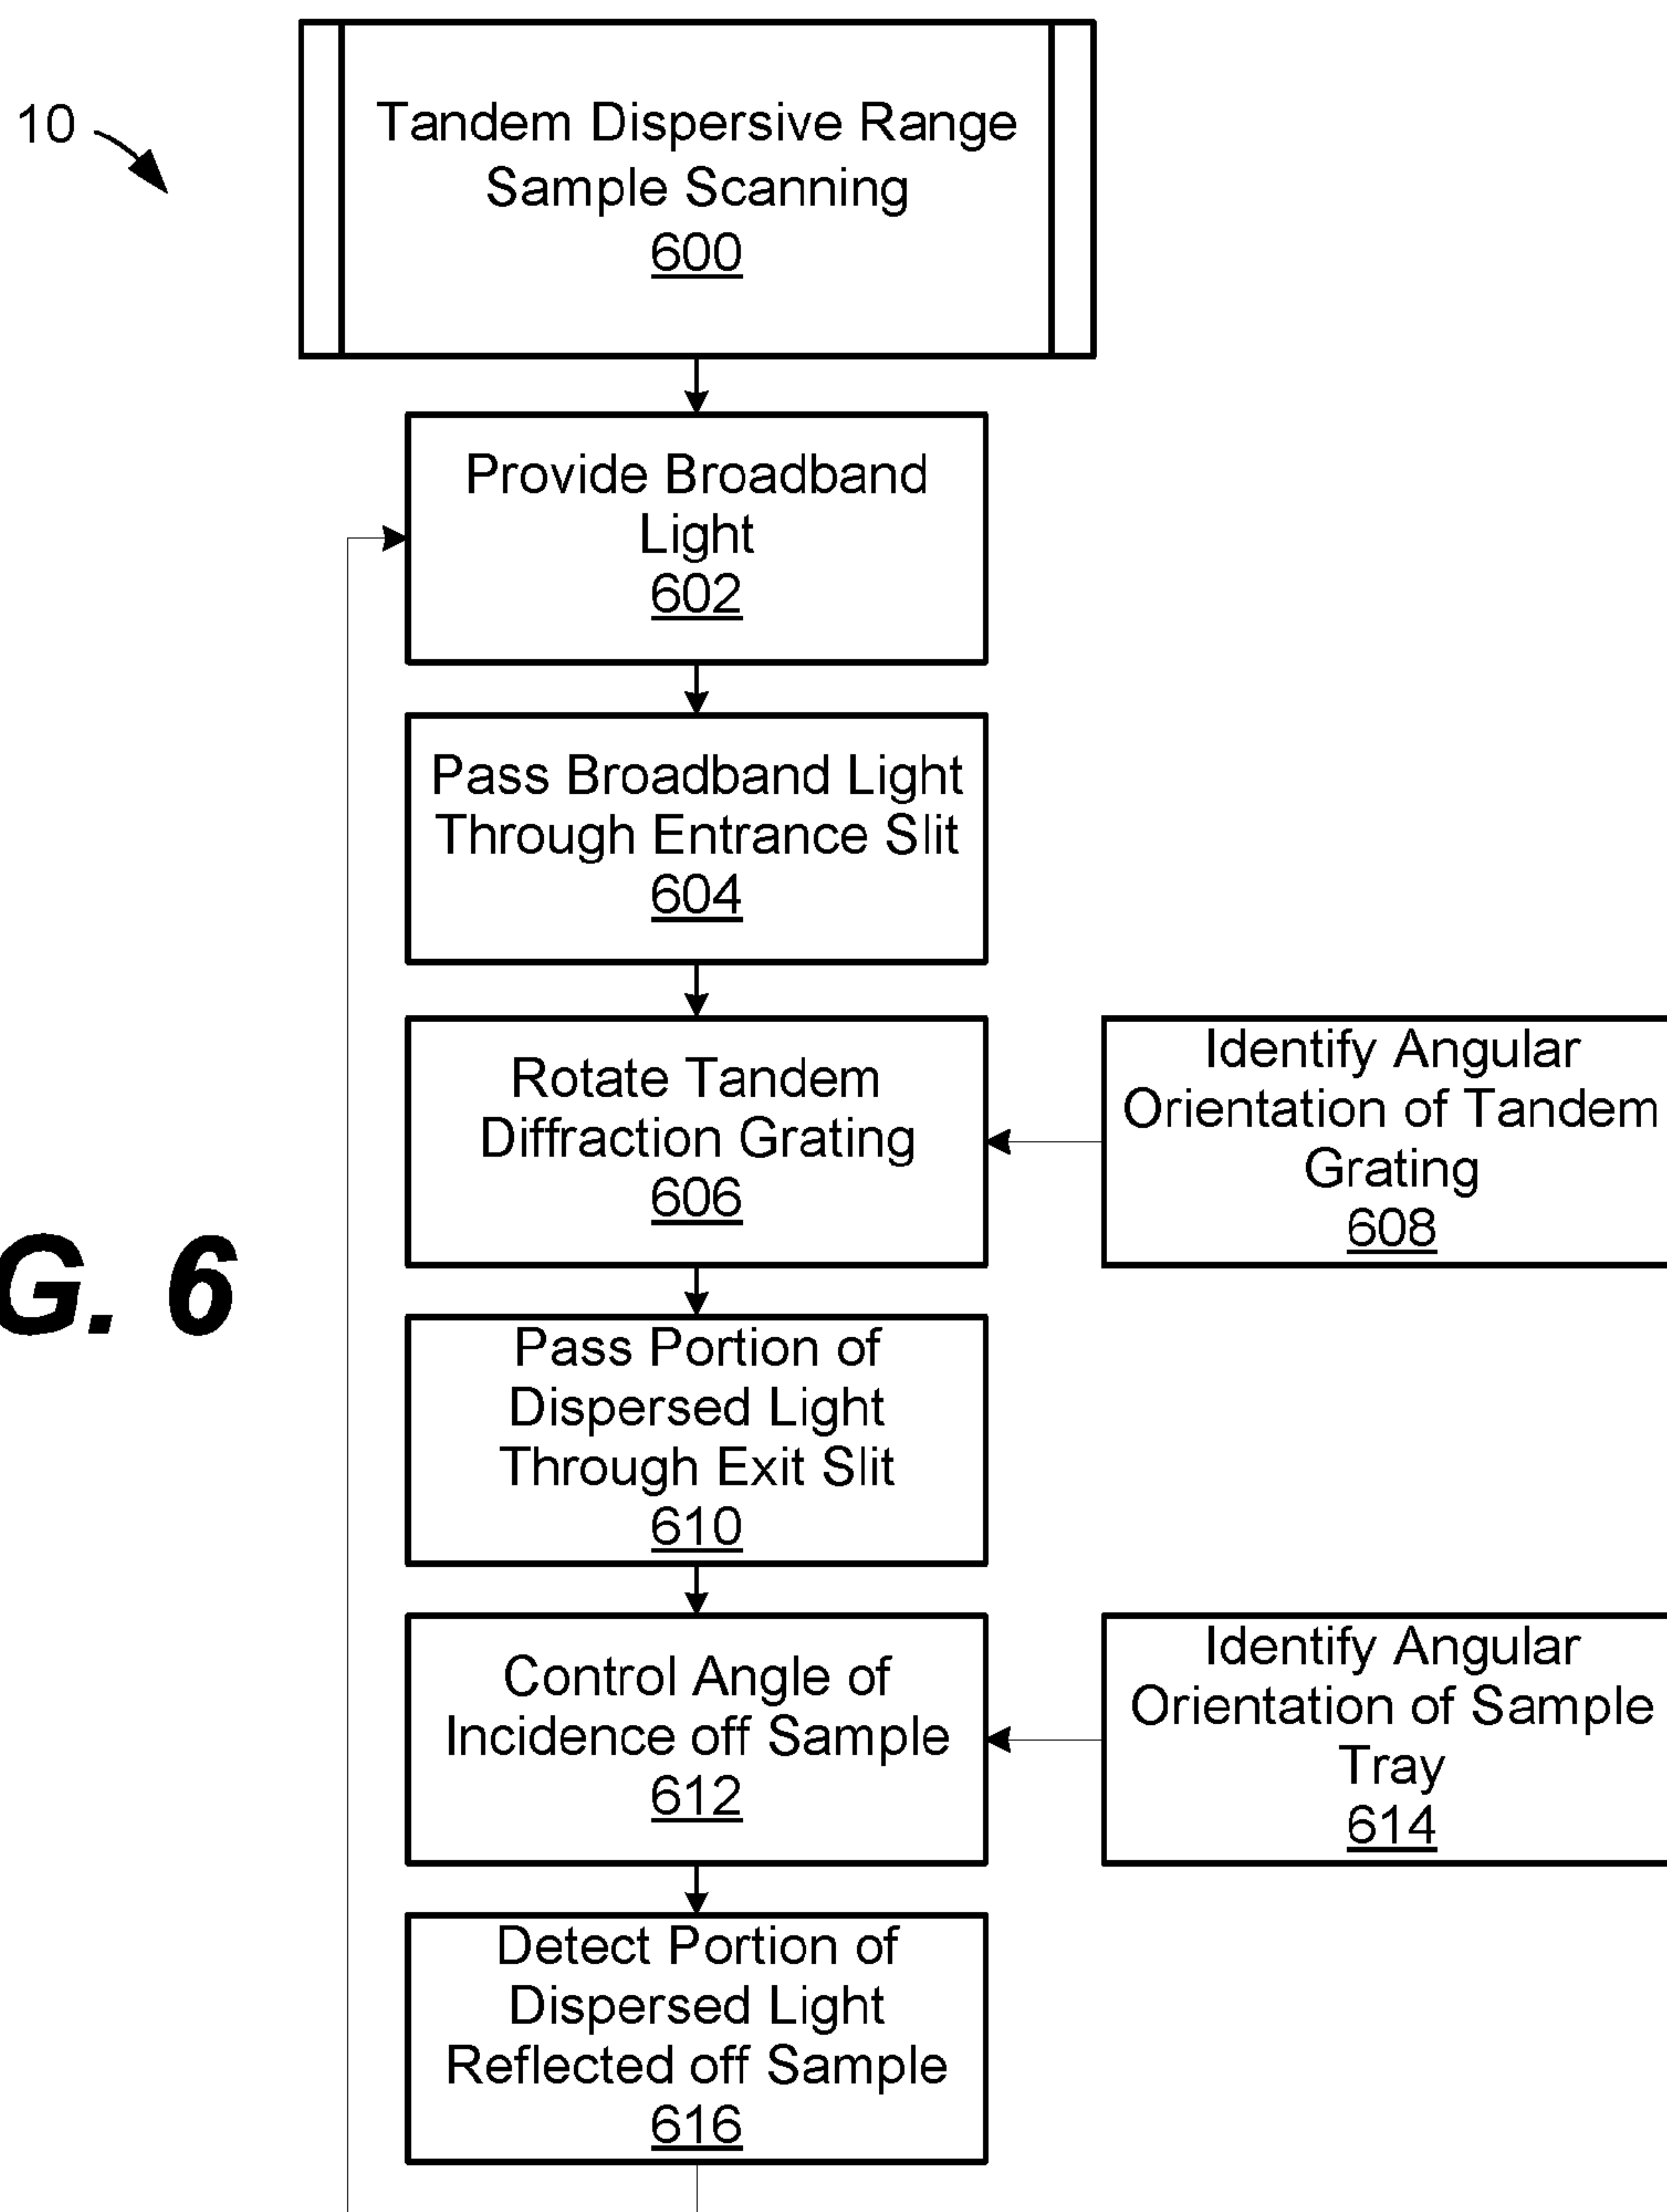 10
Tandem Dispersive Range
Sample Scanning
600
Provide Broadband
Light
602
Pass Broadband Light
Through Entrance Slit
604
Rotate Tandem
Diffraction Grating
606
Identify Angular
Orientation of Tandem
Grating
608
G. 6
Pass Portion of
Dispersed Light
Through Exit Slit
610
Control Angle of
Incidence off Sample
612
Identify Angular
Orientation of Sample
Tray
614
Detect Portion of
Dispersed Light
Reflected off Sample
616